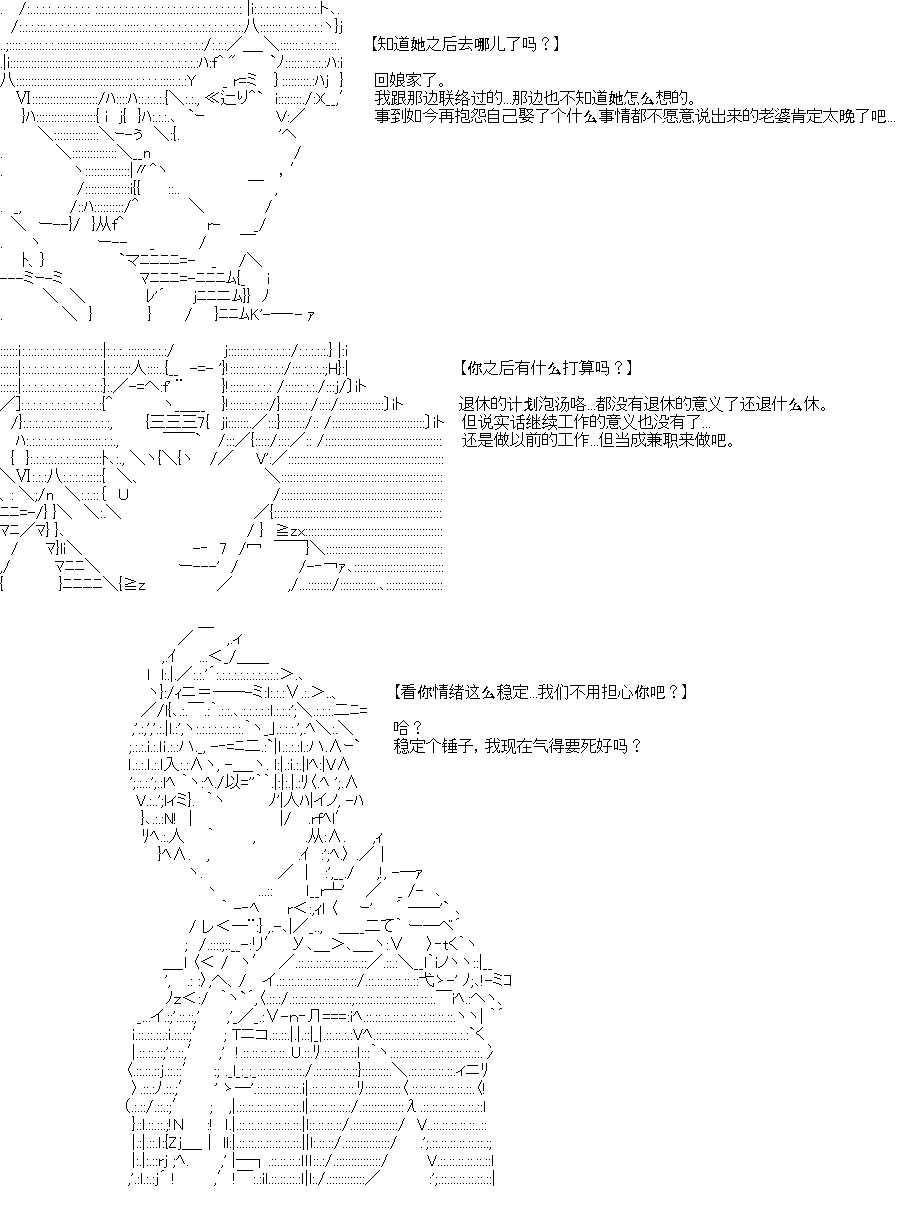 【知道她之后去哪儿了吗？】
回娘家了。
我跟那边联络过的...那边也不知道她怎么想的。
事到如今再抱怨自己娶了个什么事情都不愿意说出来的老婆肯定太晚了吧...
【你之后有什么打算吗？】
退休的计划泡汤咯...都没有退休的意义了还退什么休。
但说实话继续工作的意义也没有了...
还是做以前的工作...但当成兼职来做吧。
【看你情绪这么稳定...我们不用担心你吧？】
哈？
稳定个锤子，我现在气得要死好吗？